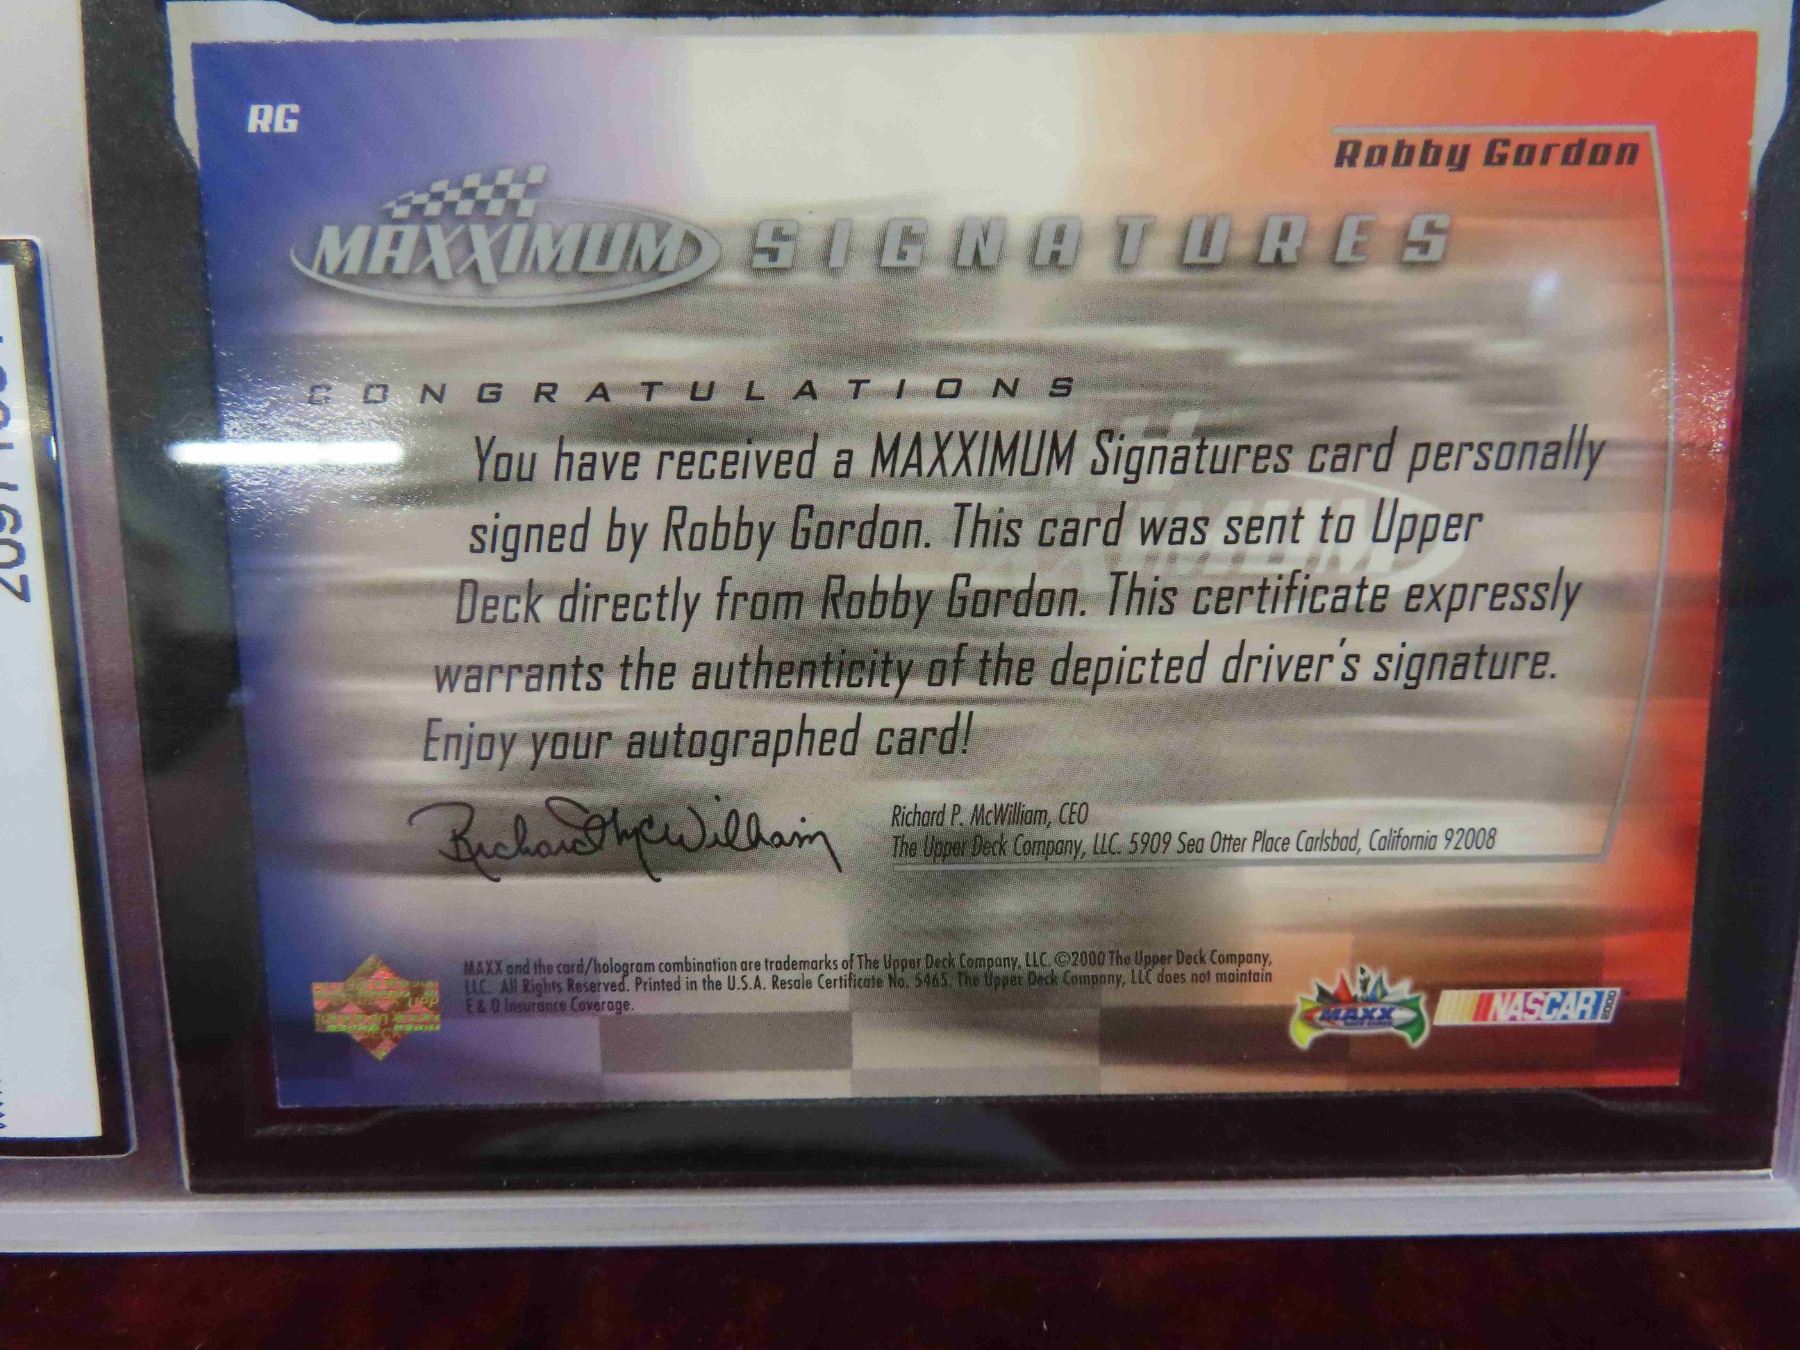 RG
Robby Gordon
MAXXIMUM SIGNATURES
CONGRATULATIONS
You have received a MAXXIMUM Signatures card personally
signed by Robby Gordon. This card was sent to Upper
Deck directly from Robby Gordon. This certificate expressly
warrants the authenticity of the depicted driver's signature.
Enjoy your autographed card!
Richard McWilliam
Richard P. McWilliam, CEO
The Upper Deck Company, LLC. 5909 Sea Otter Place Carlsbad, California 92008
MAXX and the card/hologram combination are trademarks of The Upper Deck Company, LLC. ©2000 The Upper Deck Company,
LLC. All Rights Reserved. Printed in the U.S.A. Resale Certificate No. 5465. The Upper Deck Company, LLC does not maintain
E & O Insurance Coverage.
MAXX
NASCAR 2000